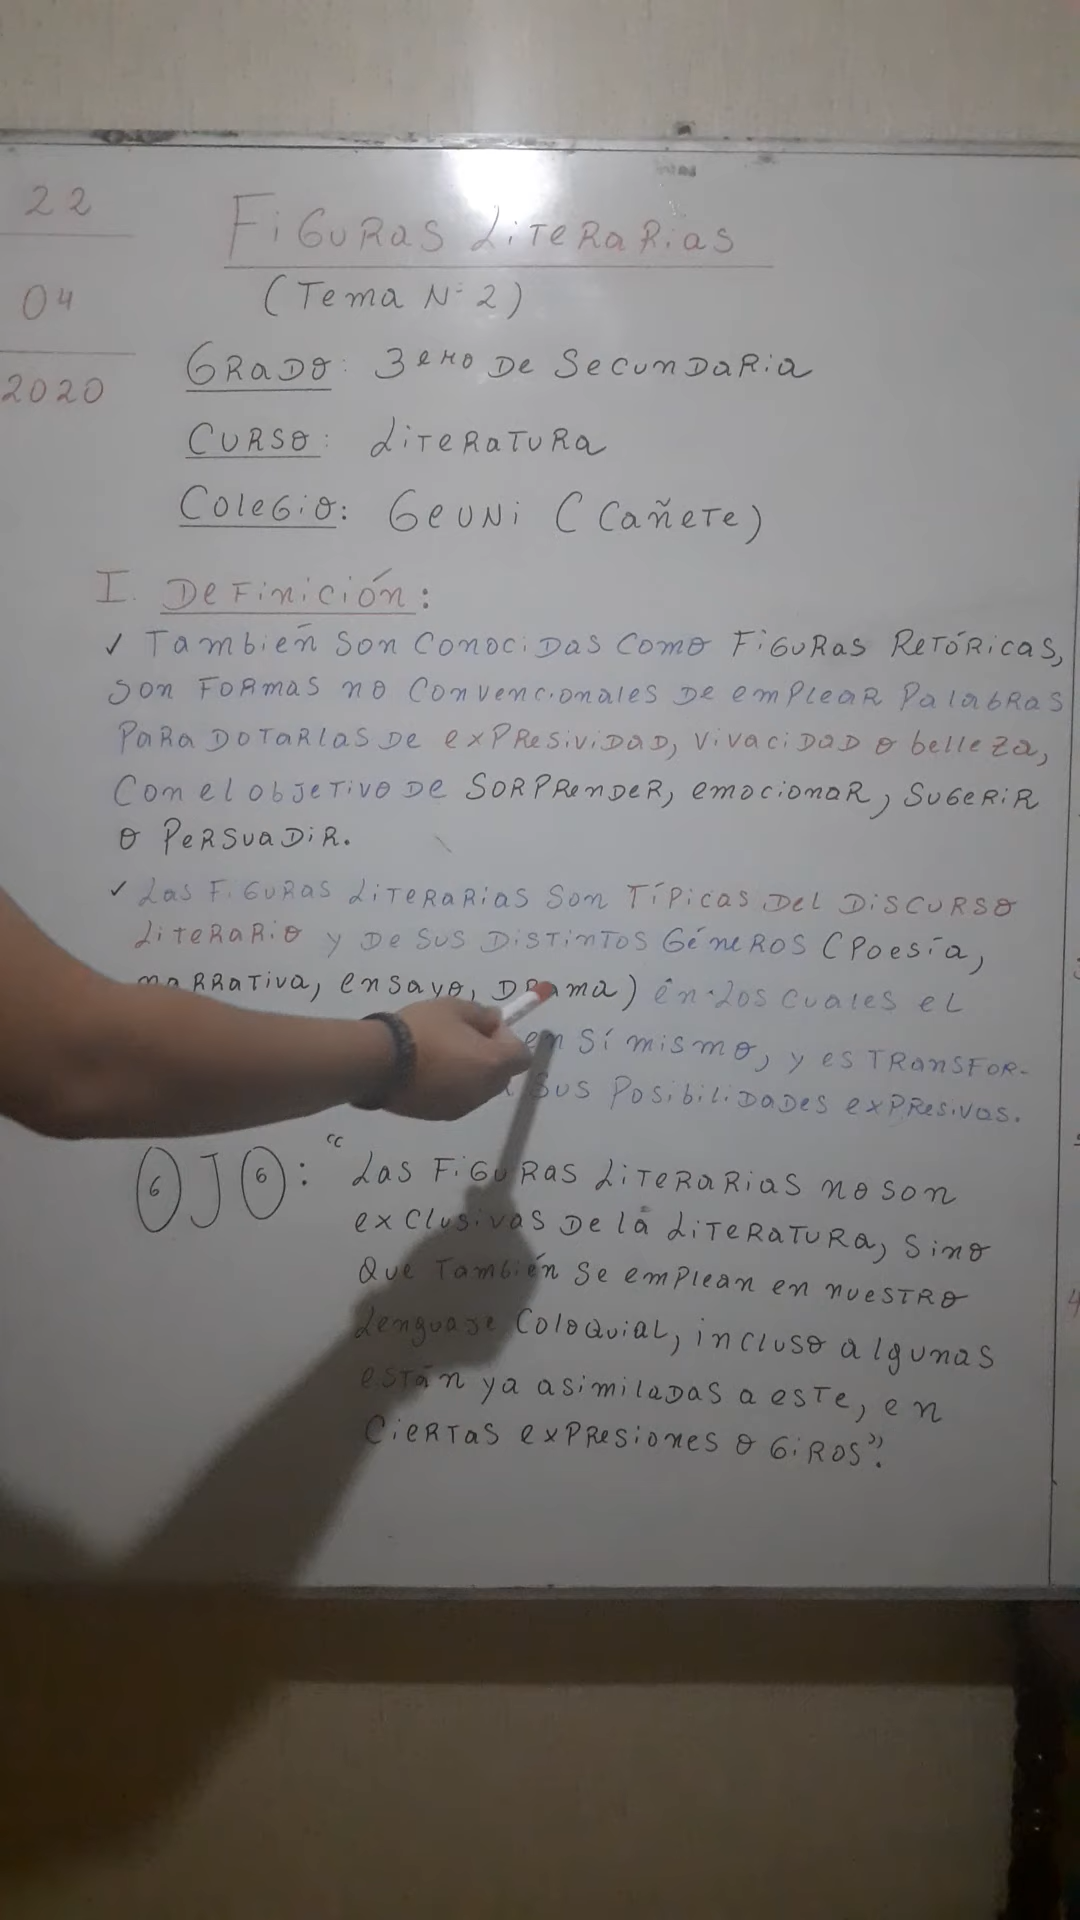 22
04
2020
FiGURas LiTeRaRias
(Tema N° 2)
GRaDO: 3eRO De SecunDaRia
CURSO: LiTeRaTURa
ColeGio: GeUNi (CañeTe)
I. DeFinición:
✓ También son conociDas como FiGURas ReTóRicas,
son FoRmas no convencionales De emPleaR PalabRas
PaRa DoTaRlas De exPResiviDaD, vivaciDaD o belleza,
con el objeTivo De SoRPRenDeR, emocionaR, SuGeRiR
o PeRSuaDiR.
✓ Las FiGURas LiTeRaRias son TíPicas Del DiSCURSO
LiTeRaRio y De sus DisTinTos GéneRos (Poesía,
naRRaTiva, ensayo, DRama) en los cuales el
en sí mismo, y es TRansFoR-
sus PosibiliDaDes exPResivas.
OJO: "Las FiGURas LiTeRaRias no son
exclusivas De la LiTeRaTURa, sino
Que También se emPlean en nuesTRo
Lenguaje ColoQuial, incluso algunas
esTán ya asimilaDas a esTe, en
cieRTas exPResiones o GiRos".